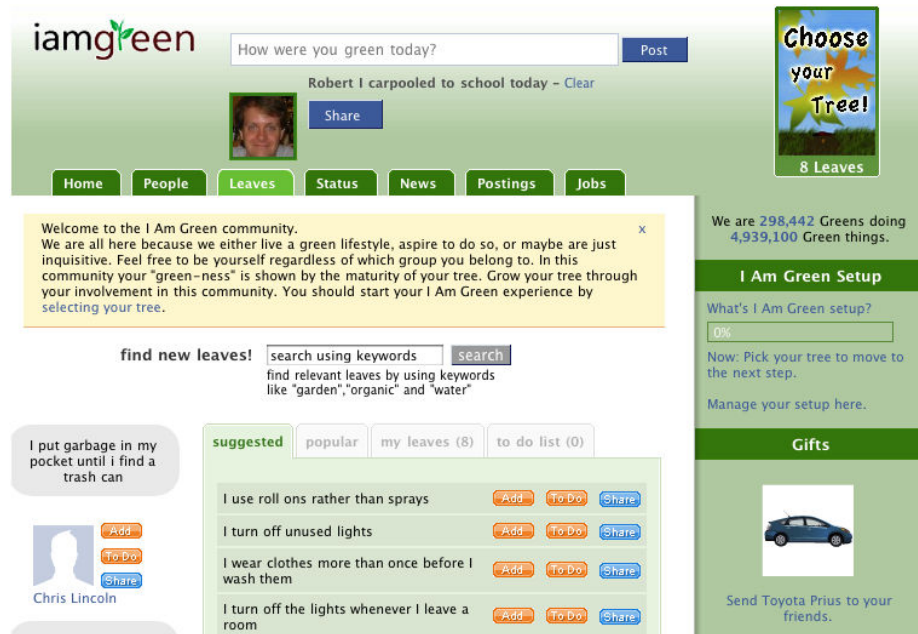 iamgreen
How were you green today?
Post
Robert I carpooled to school today – Clear
Share
Choose
your
Tree!
8 Leaves
Home People Leaves Status News Postings Jobs
Welcome to the I Am Green community. x
We are all here because we either live a green lifestyle, aspire to do so, or maybe are just
inquisitive. Feel free to be yourself regardless of which group you belong to. In this
community your "green-ness" is shown by the maturity of your tree. Grow your tree through
your involvement in this community. You should start your I Am Green experience by
selecting your tree.
We are 298,442 Greens doing
4,939,100 Green things.
I Am Green Setup
What's I Am Green setup?
0%
Now: Pick your tree to move to
the next step.
Manage your setup here.
find new leaves! search using keywords search
find relevant leaves by using keywords
like "garden","organic" and "water"
I put garbage in my
pocket until i find a
trash can
Add
To Do
Share
Chris Lincoln
suggested popular my leaves (8) to do list (0)
I use roll ons rather than sprays Add To Do Share
I turn off unused lights Add To Do Share
I wear clothes more than once before I
wash them Add To Do Share
I turn off the lights whenever I leave a
room Add To Do Share
Gifts
Send Toyota Prius to your
friends.